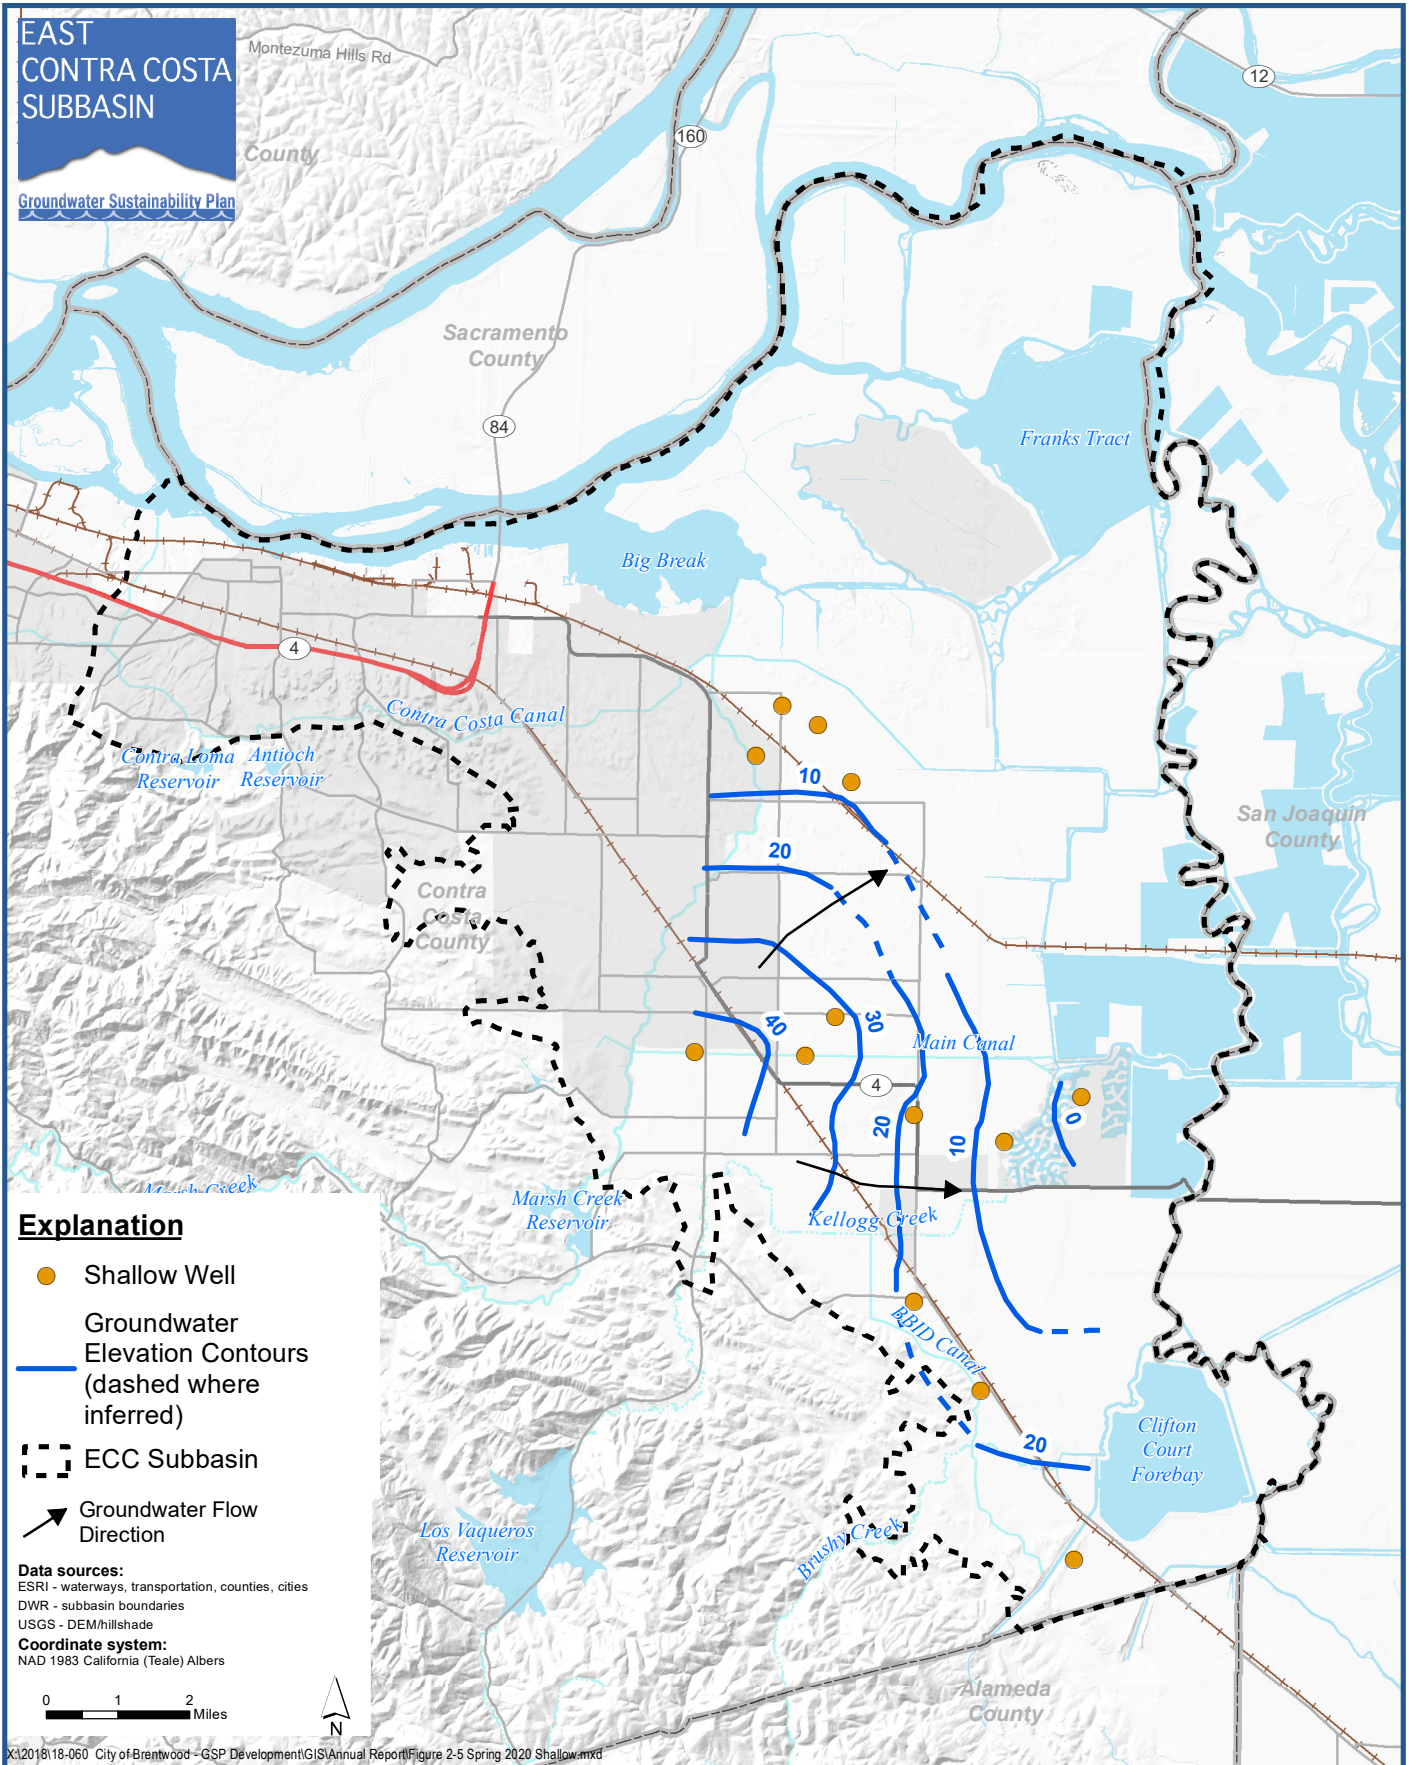 EAST
CONTRA COSTA
SUBBASIN
Groundwater Sustainability Plan
Montezuma Hills Rd
County
160
12
Sacramento
County
84
Franks Tract
Big Break
4
Contra Costa Canal
Contra Loma
Reservoir
Antioch
Reservoir
10
San Joaquin
County
20
Contra
Costa
County
40
30
Main Canal
4
0
20
10
Marsh Creek
Marsh Creek
Reservoir
Kellogg Creek
BBID Canal
20
Clifton
Court
Forebay
Los Vaqueros
Reservoir
Brushy Creek
Alameda
County
Explanation
Shallow Well
Groundwater
Elevation Contours
(dashed where
inferred)
ECC Subbasin
Groundwater Flow
Direction
Data sources:
ESRI - waterways, transportation, counties, cities
DWR - subbasin boundaries
USGS - DEM/hillshade
Coordinate system:
NAD 1983 California (Teale) Albers
0 1 2
Miles
N
X:\2018\18-060 City of Brentwood - GSP Development\GIS\Annual Report\Figure 2-5 Spring 2020 Shallow.mxd